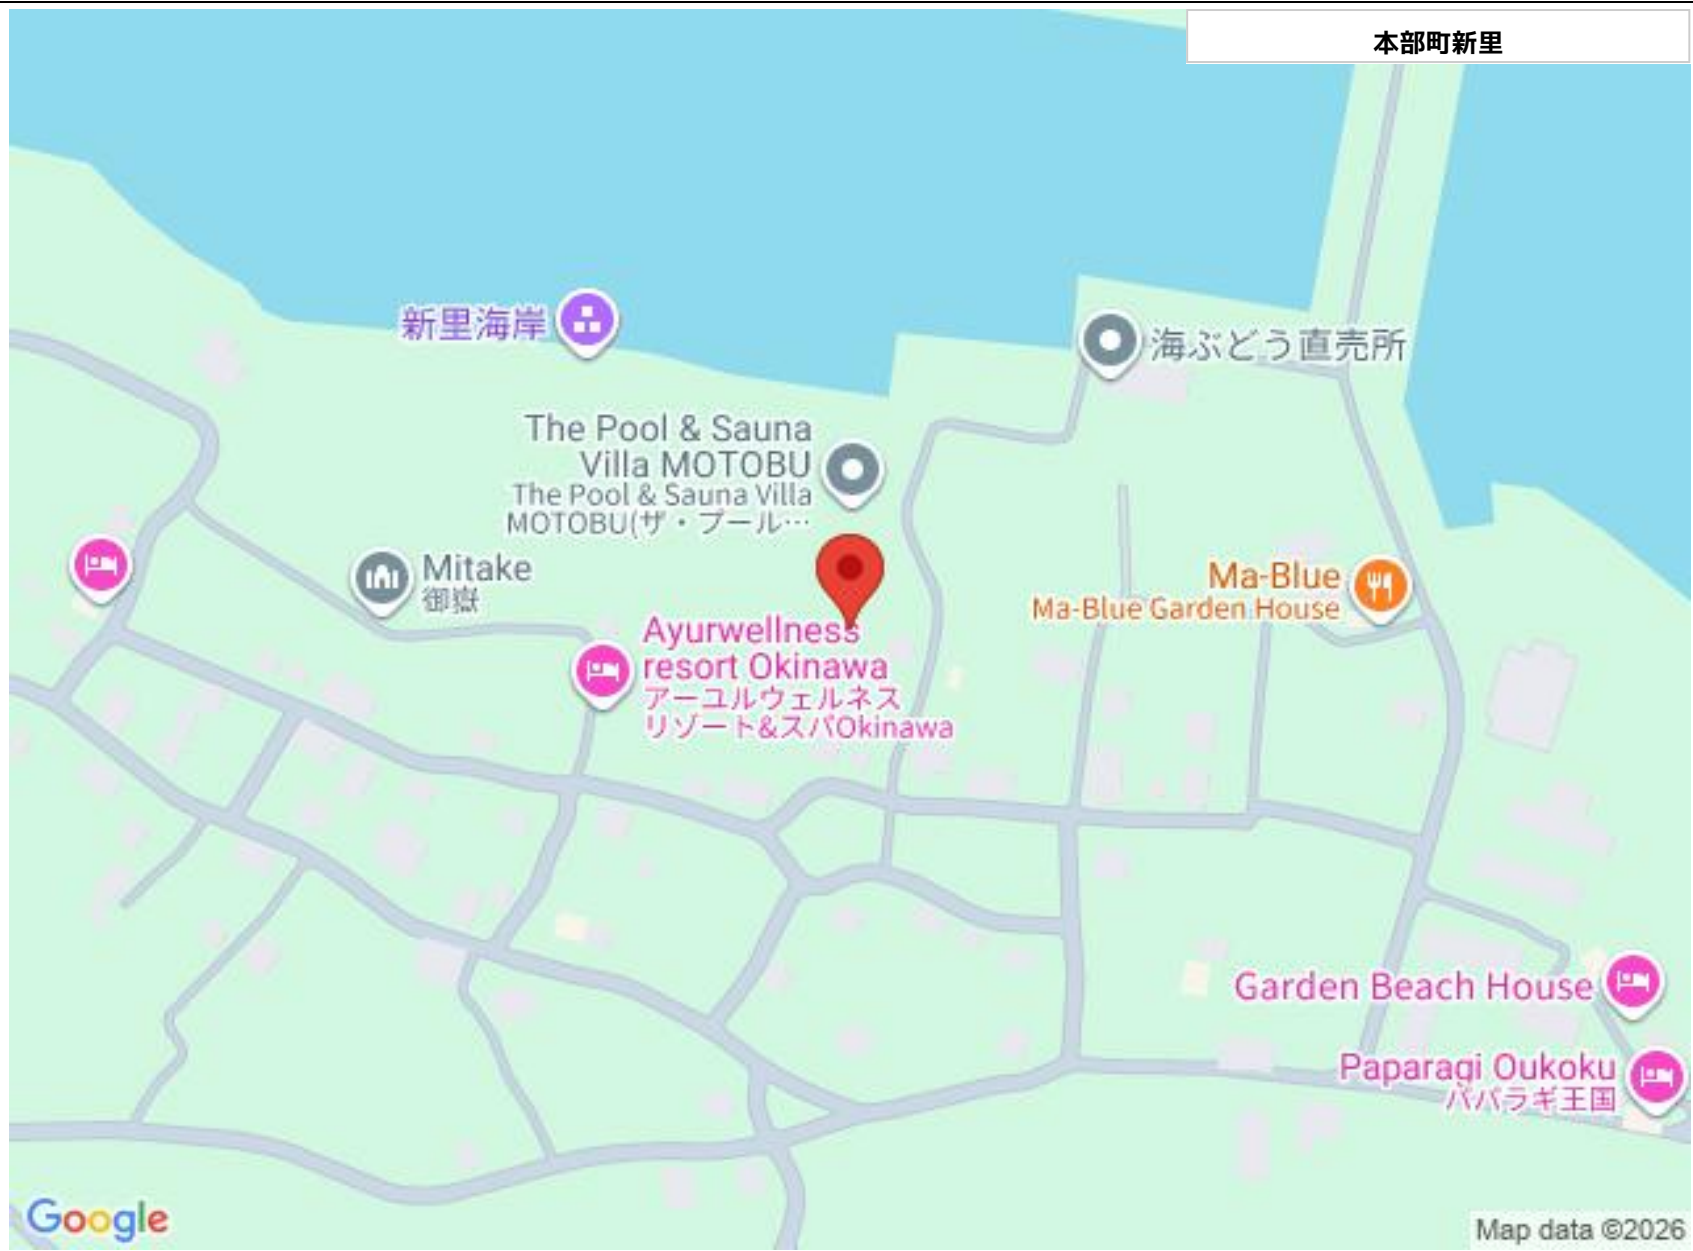 本部町新里
新里海岸
海ぶどう直売所
The Pool & Sauna
Villa MOTOBU
The Pool & Sauna Villa
MOTOBU(ザ・プール…
Mitake
御嶽
Ma-Blue
Ma-Blue Garden House
Ayurwellness
resort Okinawa
アーユルウェルネス
リゾート&スパOkinawa
Garden Beach House
Paparagi Oukoku
パパラギ王国
Google
Map data ©2026